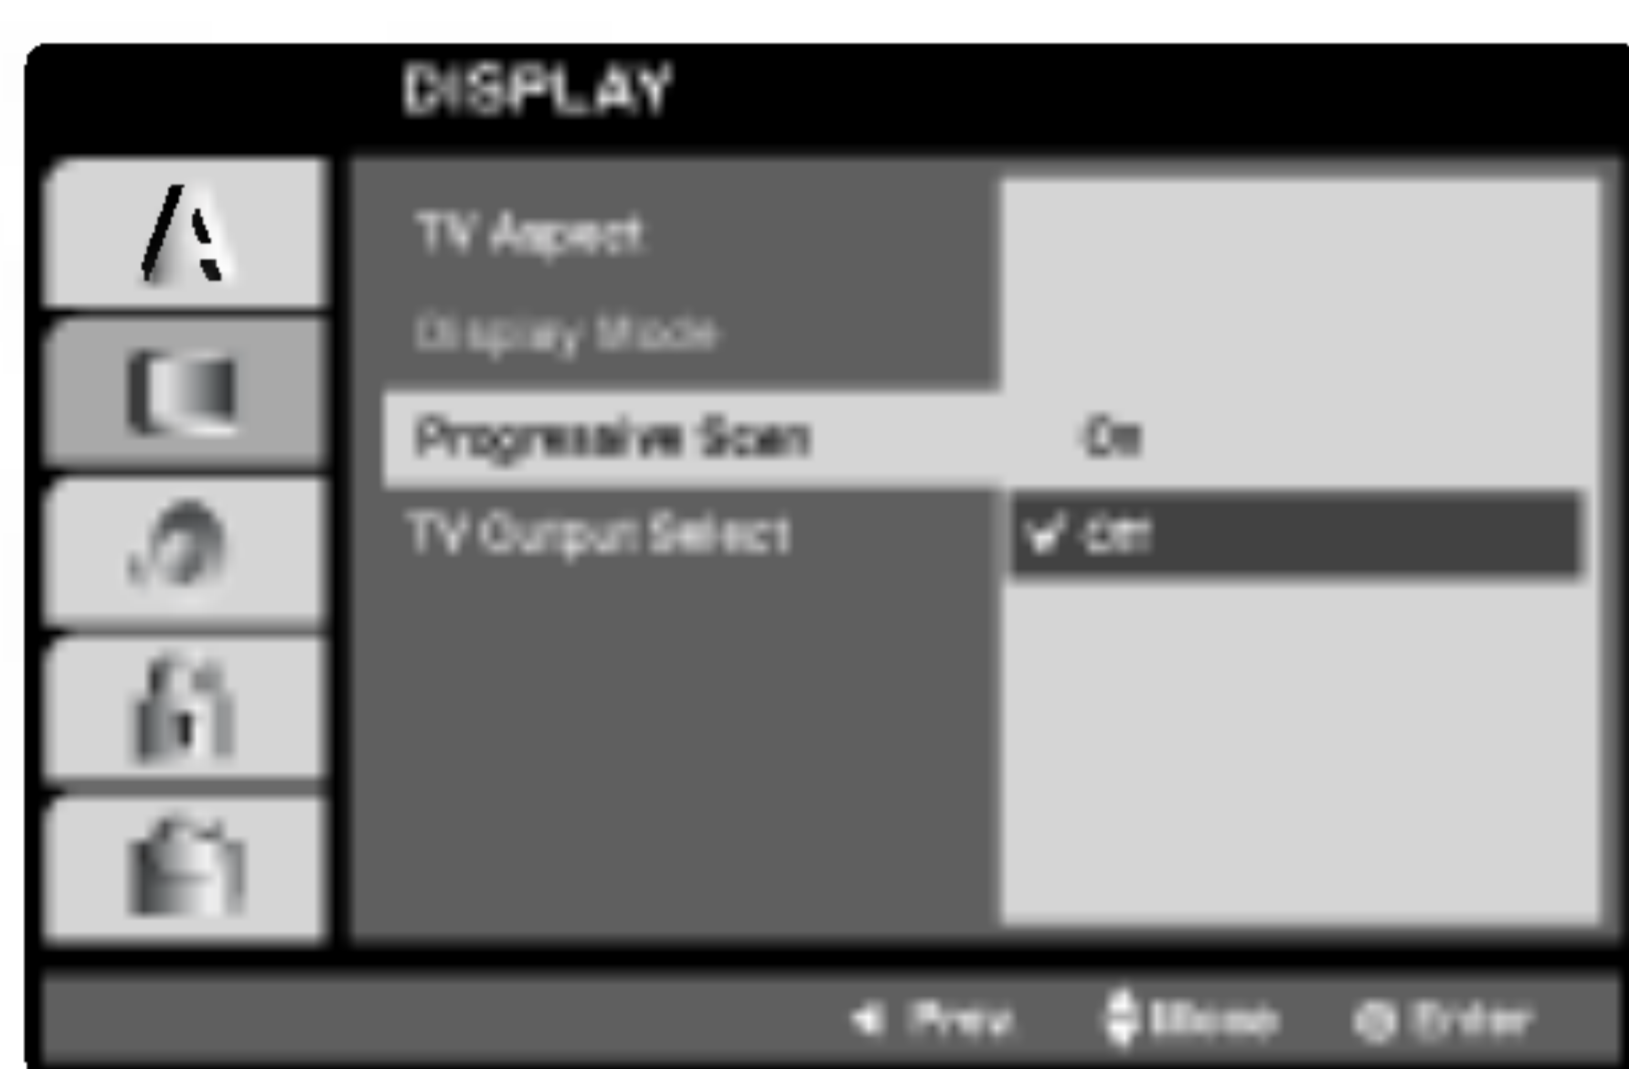 DISPLAY
TV Aspect
Display Mode
Progressive Scan On
TV Output Select ✔ Off
◀ Prev. Move Enter